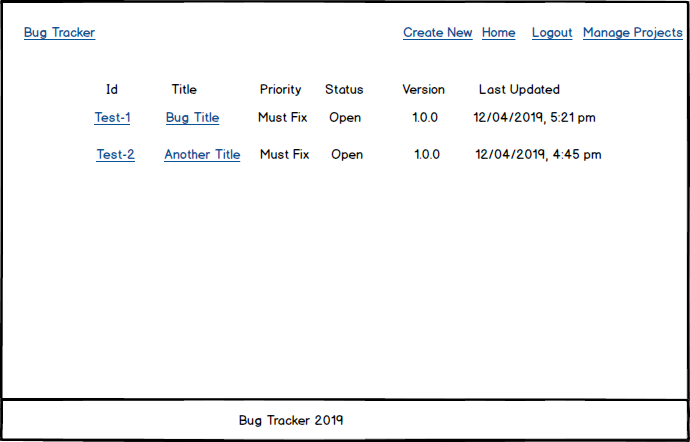 Bug Tracker Create New Home Logout Manage Projects
Id Title Priority Status Version Last Updated
Test-1 Bug Title Must Fix Open 1.0.0 12/04/2019, 5:21 pm
Test-2 Another Title Must Fix Open 1.0.0 12/04/2019, 4:45 pm
Bug Tracker 2019